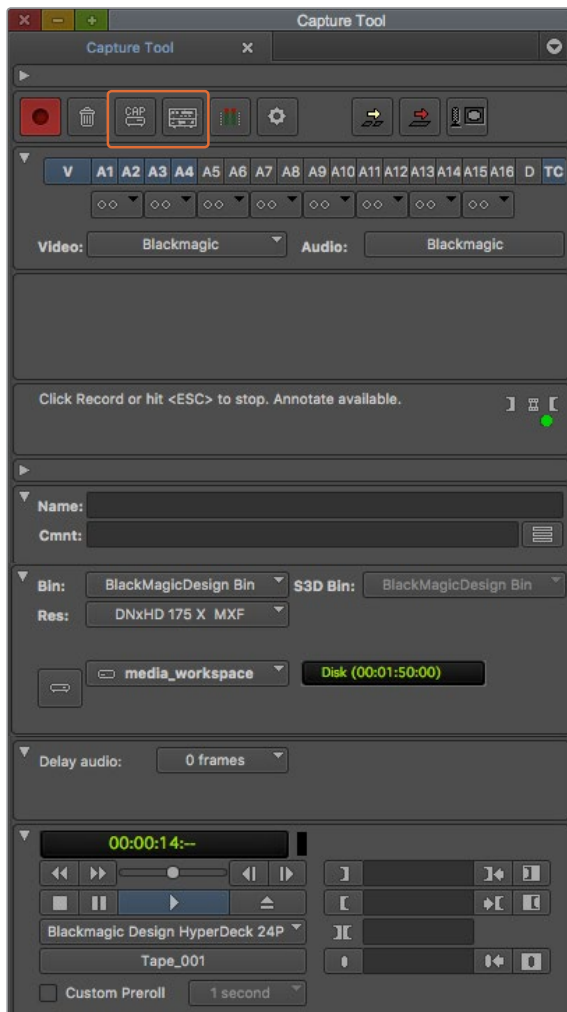 Capture Tool
Capture Tool
CAP
V A1 A2 A3 A4 A5 A6 A7 A8 A9 A10 A11 A12 A13 A14 A15 A16 D TC
Video: Blackmagic Audio: Blackmagic
Click Record or hit <ESC> to stop. Annotate available.
Name:
Cmnt:
Bin: BlackMagicDesign Bin S3D Bin: BlackMagicDesign Bin
Res: DNxHD 175 X MXF
media_workspace Disk (00:01:50:00)
Delay audio: 0 frames
00:00:14:--
Blackmagic Design HyperDeck 24P
Tape_001
Custom Preroll 1 second